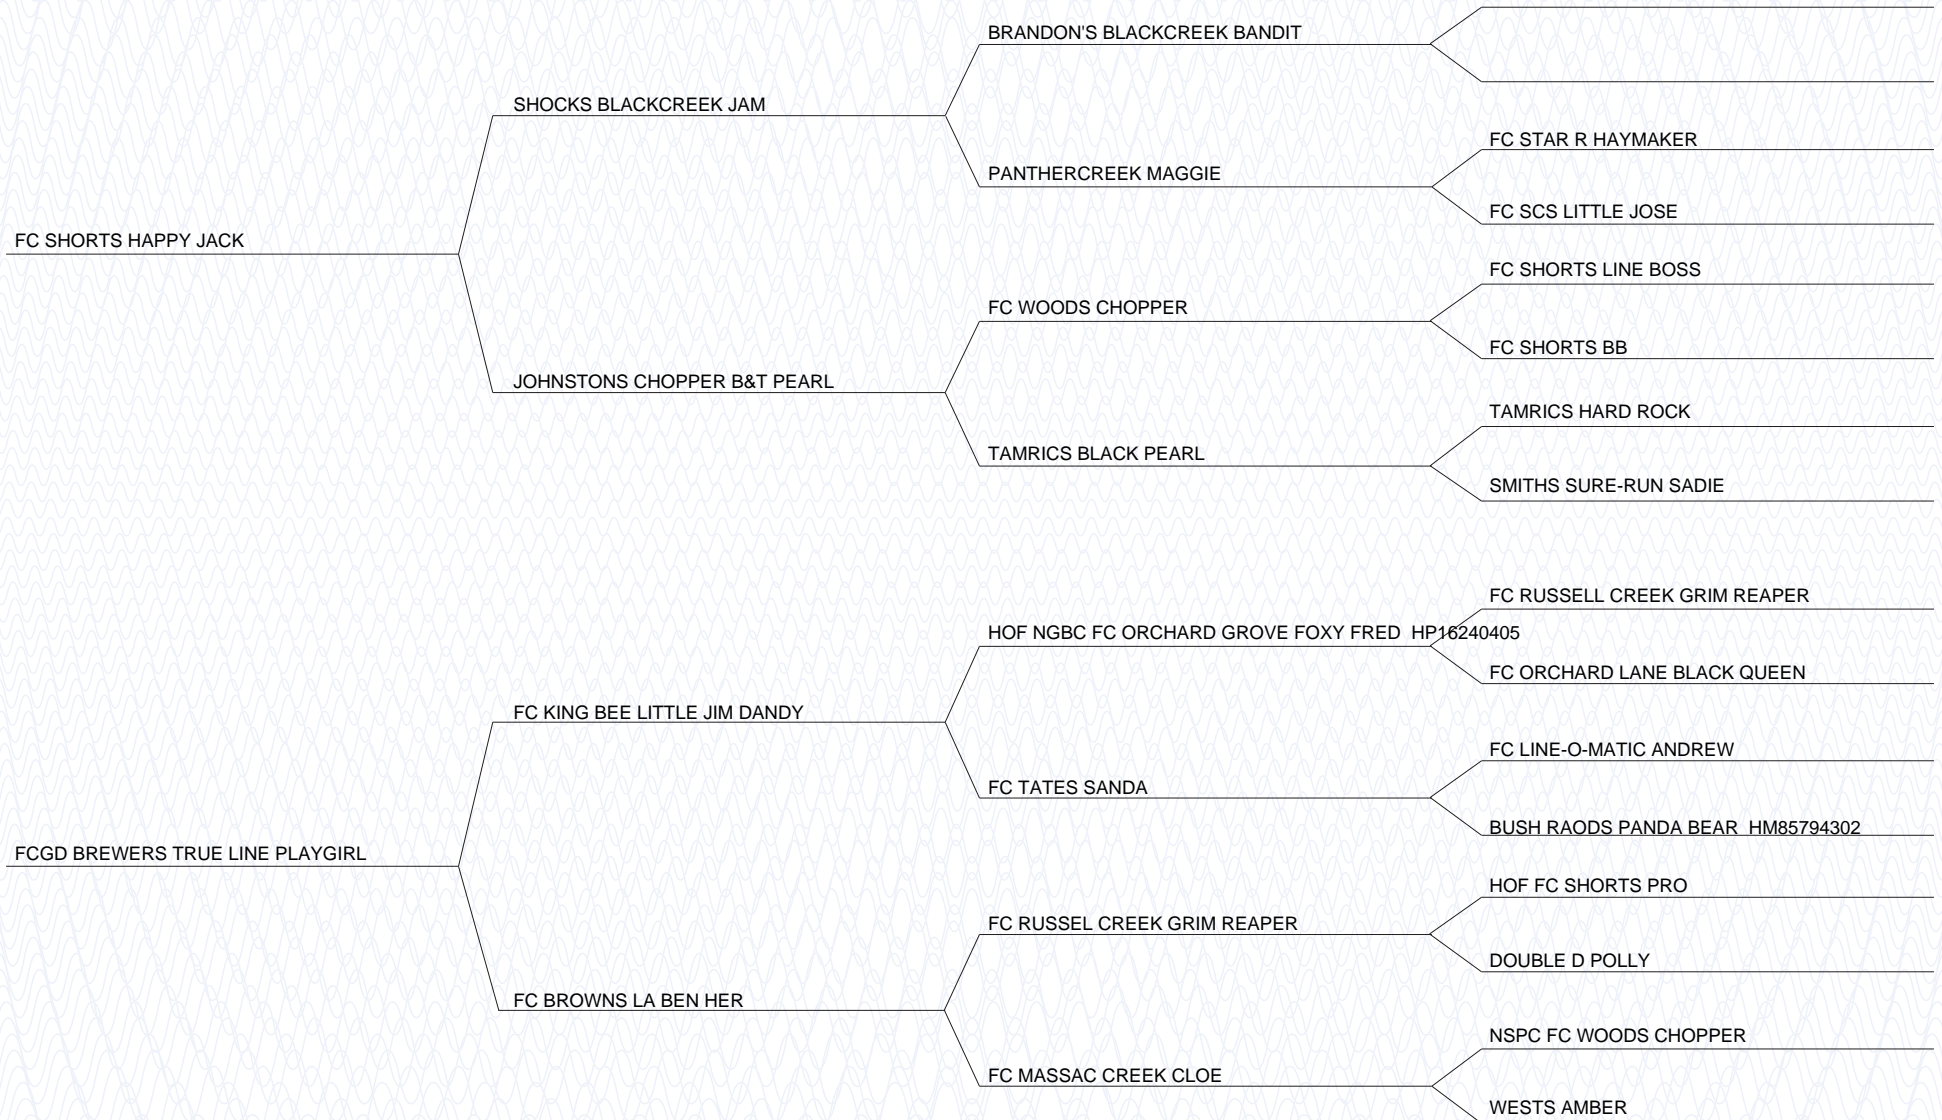 BRANDON'S BLACKCREEK BANDIT
SHOCKS BLACKCREEK JAM
FC STAR R HAYMAKER
PANTHERCREEK MAGGIE
FC SCS LITTLE JOSE
FC SHORTS HAPPY JACK
FC SHORTS LINE BOSS
FC WOODS CHOPPER
FC SHORTS BB
JOHNSTONS CHOPPER B&T PEARL
TAMRICS HARD ROCK
TAMRICS BLACK PEARL
SMITHS SURE-RUN SADIE
FC RUSSELL CREEK GRIM REAPER
HOF NGBC FC ORCHARD GROVE FOXY FRED HP16240405
FC ORCHARD LANE BLACK QUEEN
FC KING BEE LITTLE JIM DANDY
FC LINE-O-MATIC ANDREW
FC TATES SANDA
BUSH RAODS PANDA BEAR HM85794302
FCGD BREWERS TRUE LINE PLAYGIRL
HOF FC SHORTS PRO
FC RUSSEL CREEK GRIM REAPER
DOUBLE D POLLY
FC BROWNS LA BEN HER
NSPC FC WOODS CHOPPER
FC MASSAC CREEK CLOE
WESTS AMBER